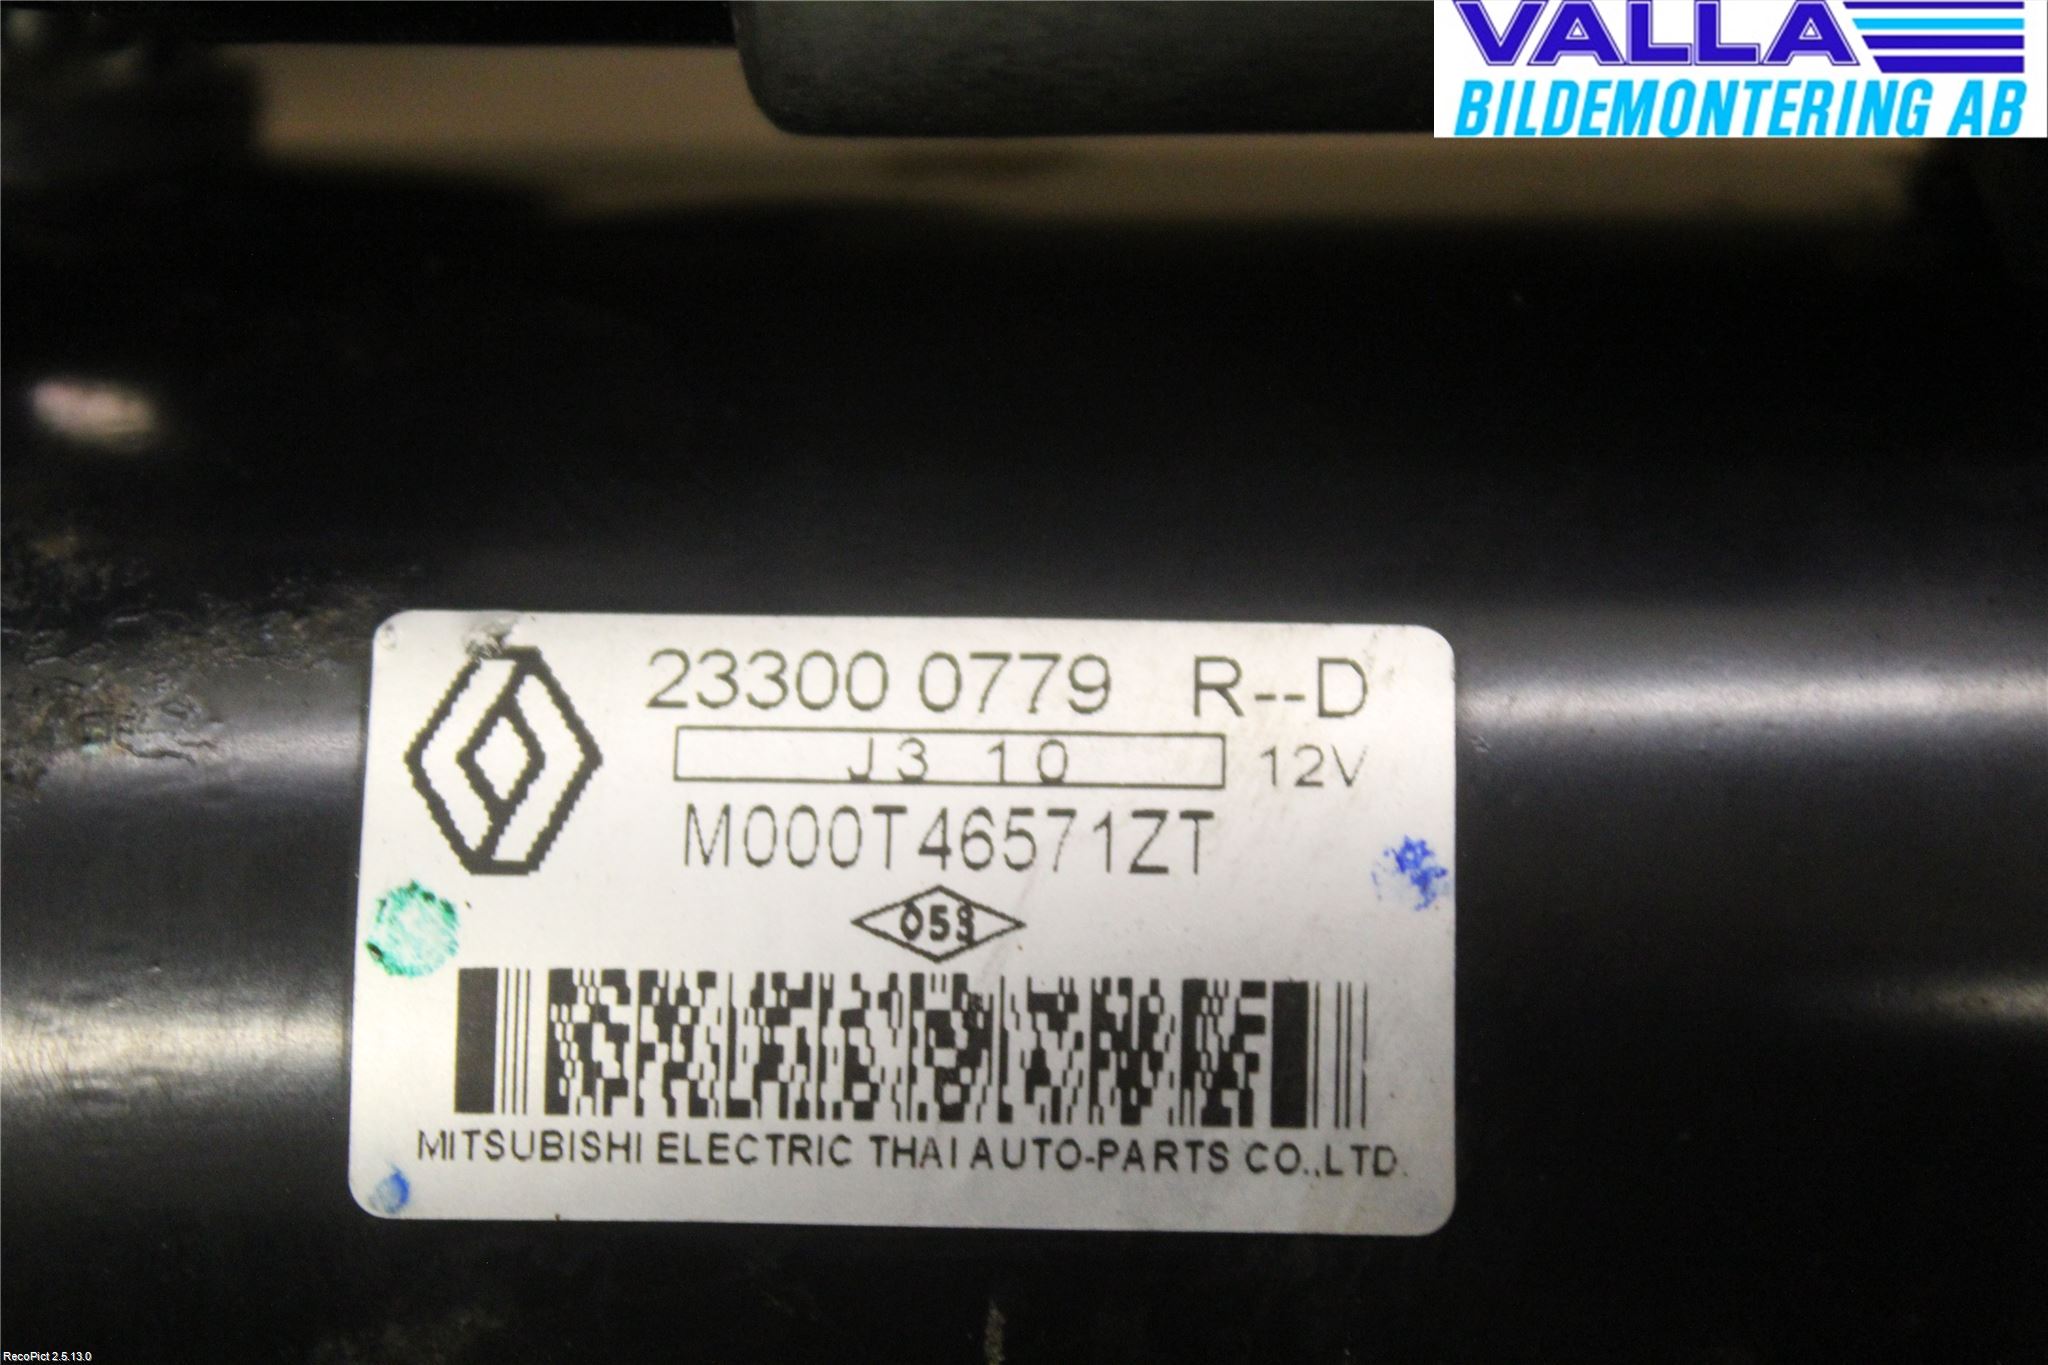 VALLA
BILDEMONTERING AB
23300 0779 R--D
J3 10 12V
M000T46571ZT
053
MITSUBISHI ELECTRIC THAI AUTO-PARTS CO.,LTD.
RecoPict 2.5.13.0